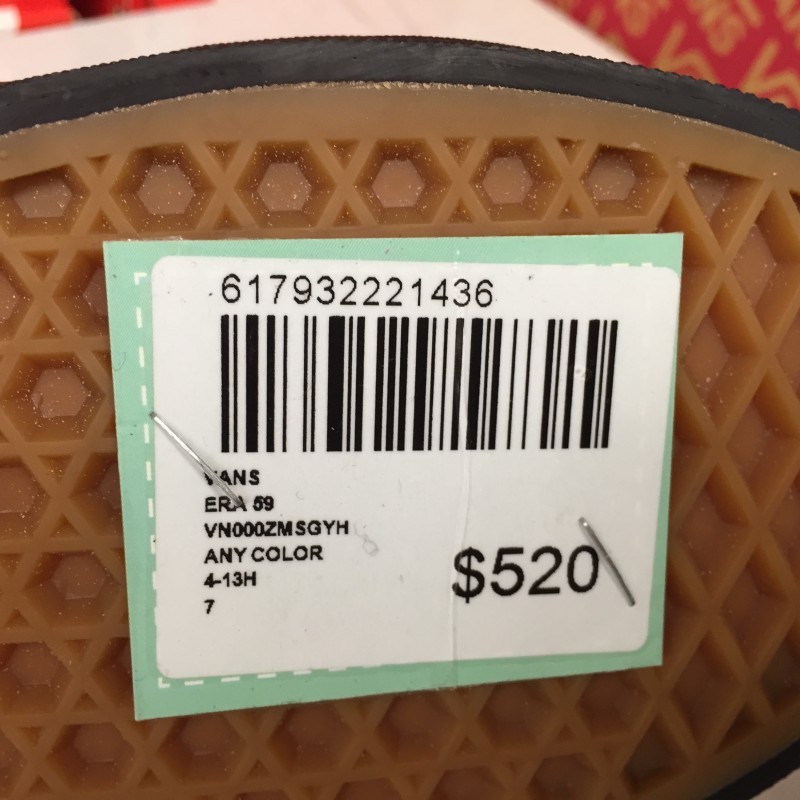 617932221436
VANS
ERA 59
VN000ZMSGYH
ANY COLOR
4-13H
7
$520